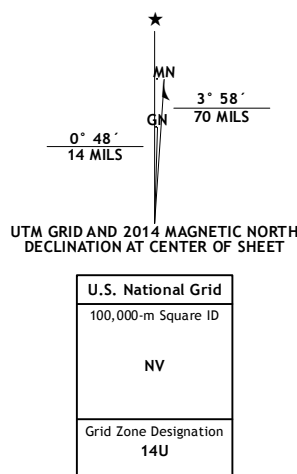 MN
3° 58´
70 MILS
GN
0° 48´
14 MILS
UTM GRID AND 2014 MAGNETIC NORTH
DECLINATION AT CENTER OF SHEET
U.S. National Grid
100,000-m Square ID
NV
Grid Zone Designation
14U